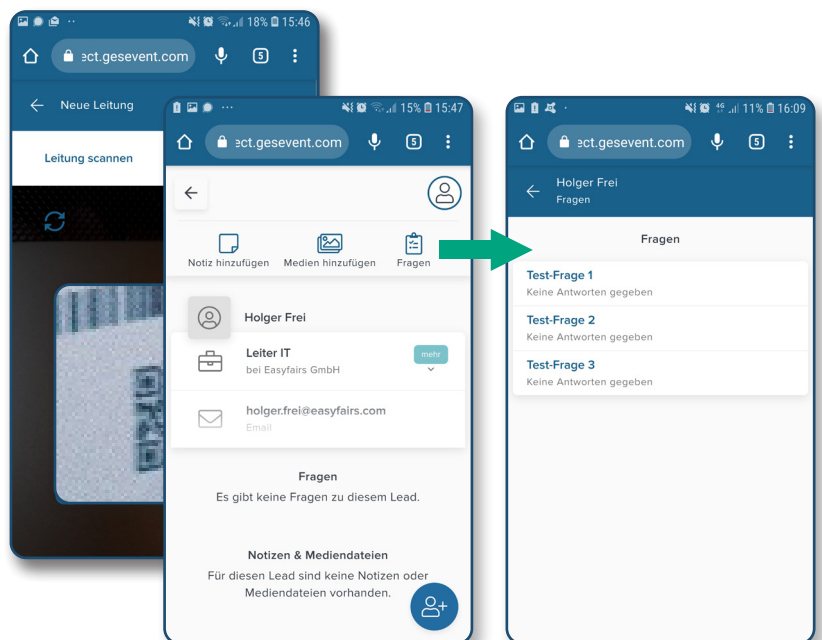 18% 15:46
ect.gesevent.com
5
Neue Leitung
Leitung scannen
15% 15:47
ect.gesevent.com
5
Notiz hinzufügen
Medien hinzufügen
Fragen
Holger Frei
Leiter IT
mehr
bei Easyfairs GmbH
holger.frei@easyfairs.com
Email
Fragen
Es gibt keine Fragen zu diesem Lead.
Notizen & Mediendateien
Für diesen Lead sind keine Notizen oder
Mediendateien vorhanden.
4G 11% 16:09
ect.gesevent.com
5
Holger Frei
Fragen
Fragen
Test-Frage 1
Keine Antworten gegeben
Test-Frage 2
Keine Antworten gegeben
Test-Frage 3
Keine Antworten gegeben